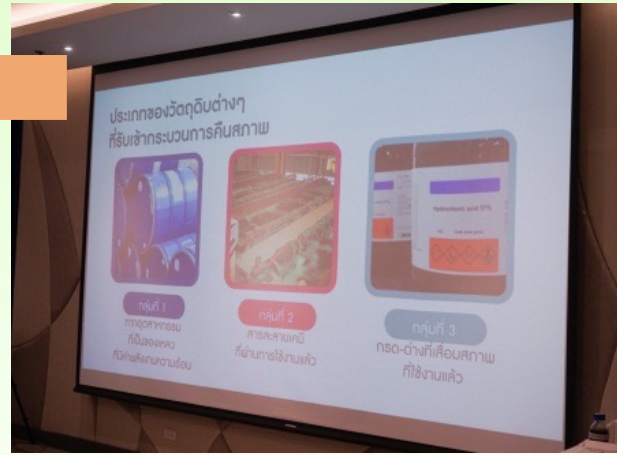 ประเภทของวัตถุดิบต่างๆ
ที่รับเข้ากระบวนการคืนสภาพ
กลุ่มที่ 1
กากอุตสาหกรรม
ที่เป็นของเหลว
ที่มีค่าพลังงานความร้อน
กลุ่มที่ 2
สารละลายเคมี
ที่ผ่านการใช้งานแล้ว
Hydrochloric acid 37%
กลุ่มที่ 3
กรด-ด่างที่เสื่อมสภาพ
ที่ใช้งานแล้ว